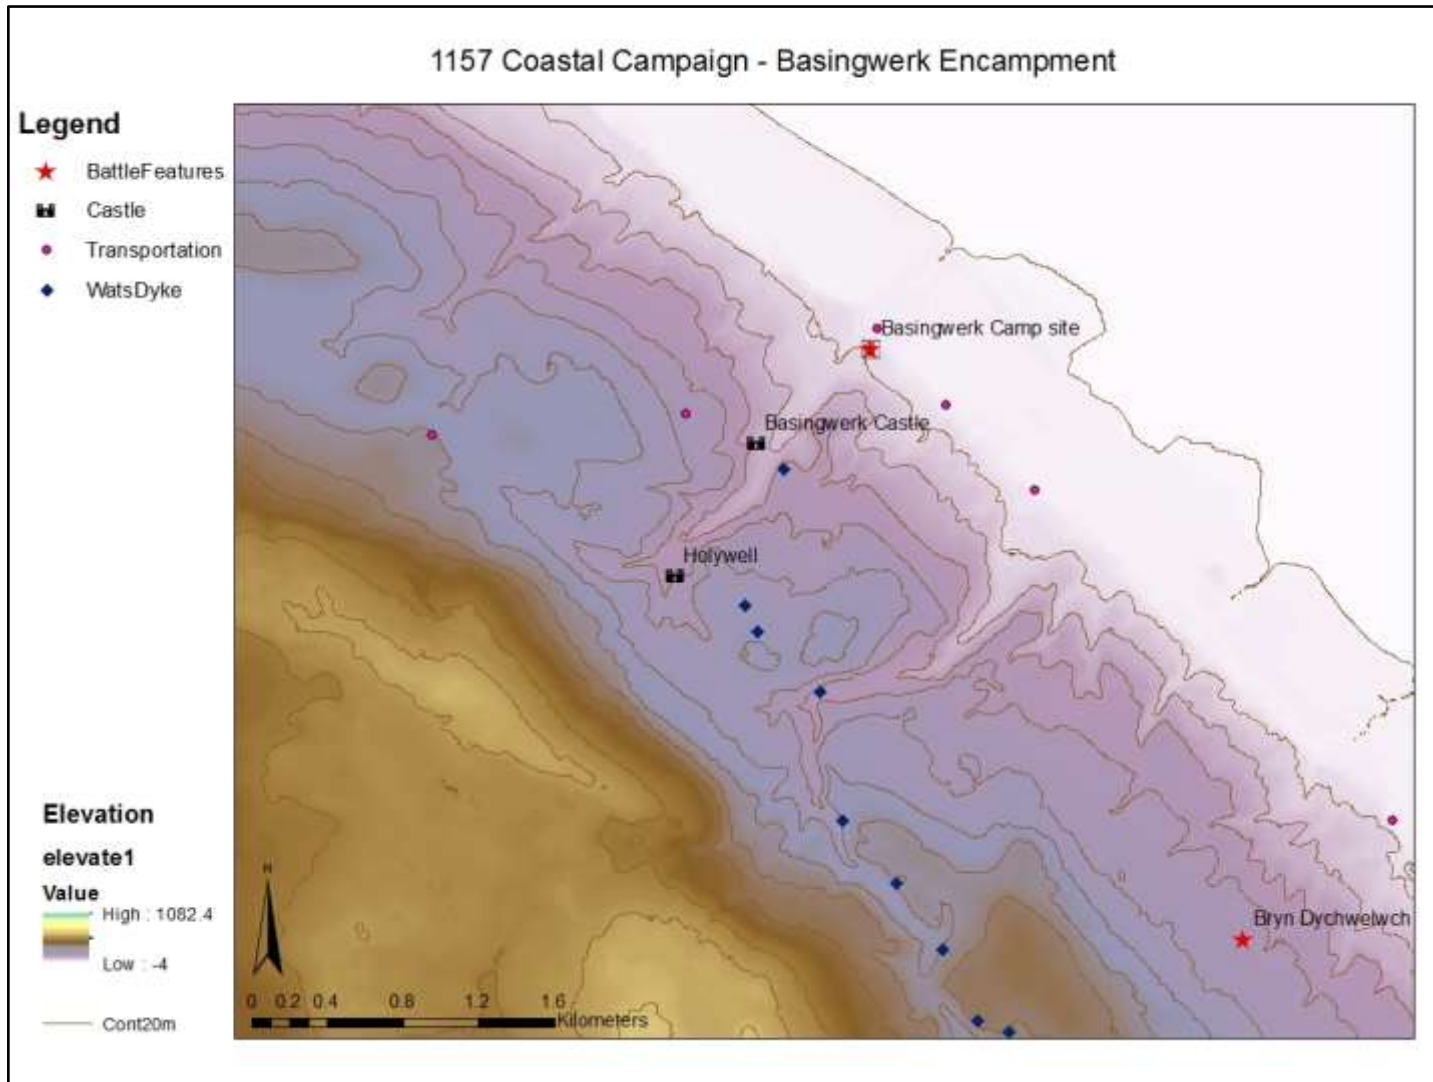 1157 Coastal Campaign - Basingwerk Encampment
Legend
BattleFeatures
Castle
Transportation
WatsDyke
Basingwerk Camp site
Basingwerk Castle
Holywell
Bryn Dychwelwch
Elevation
elevate1
Value
High : 1082.4
Low : -4
Cont20m
N
0 0.2 0.4 0.8 1.2 1.6
Kilometers